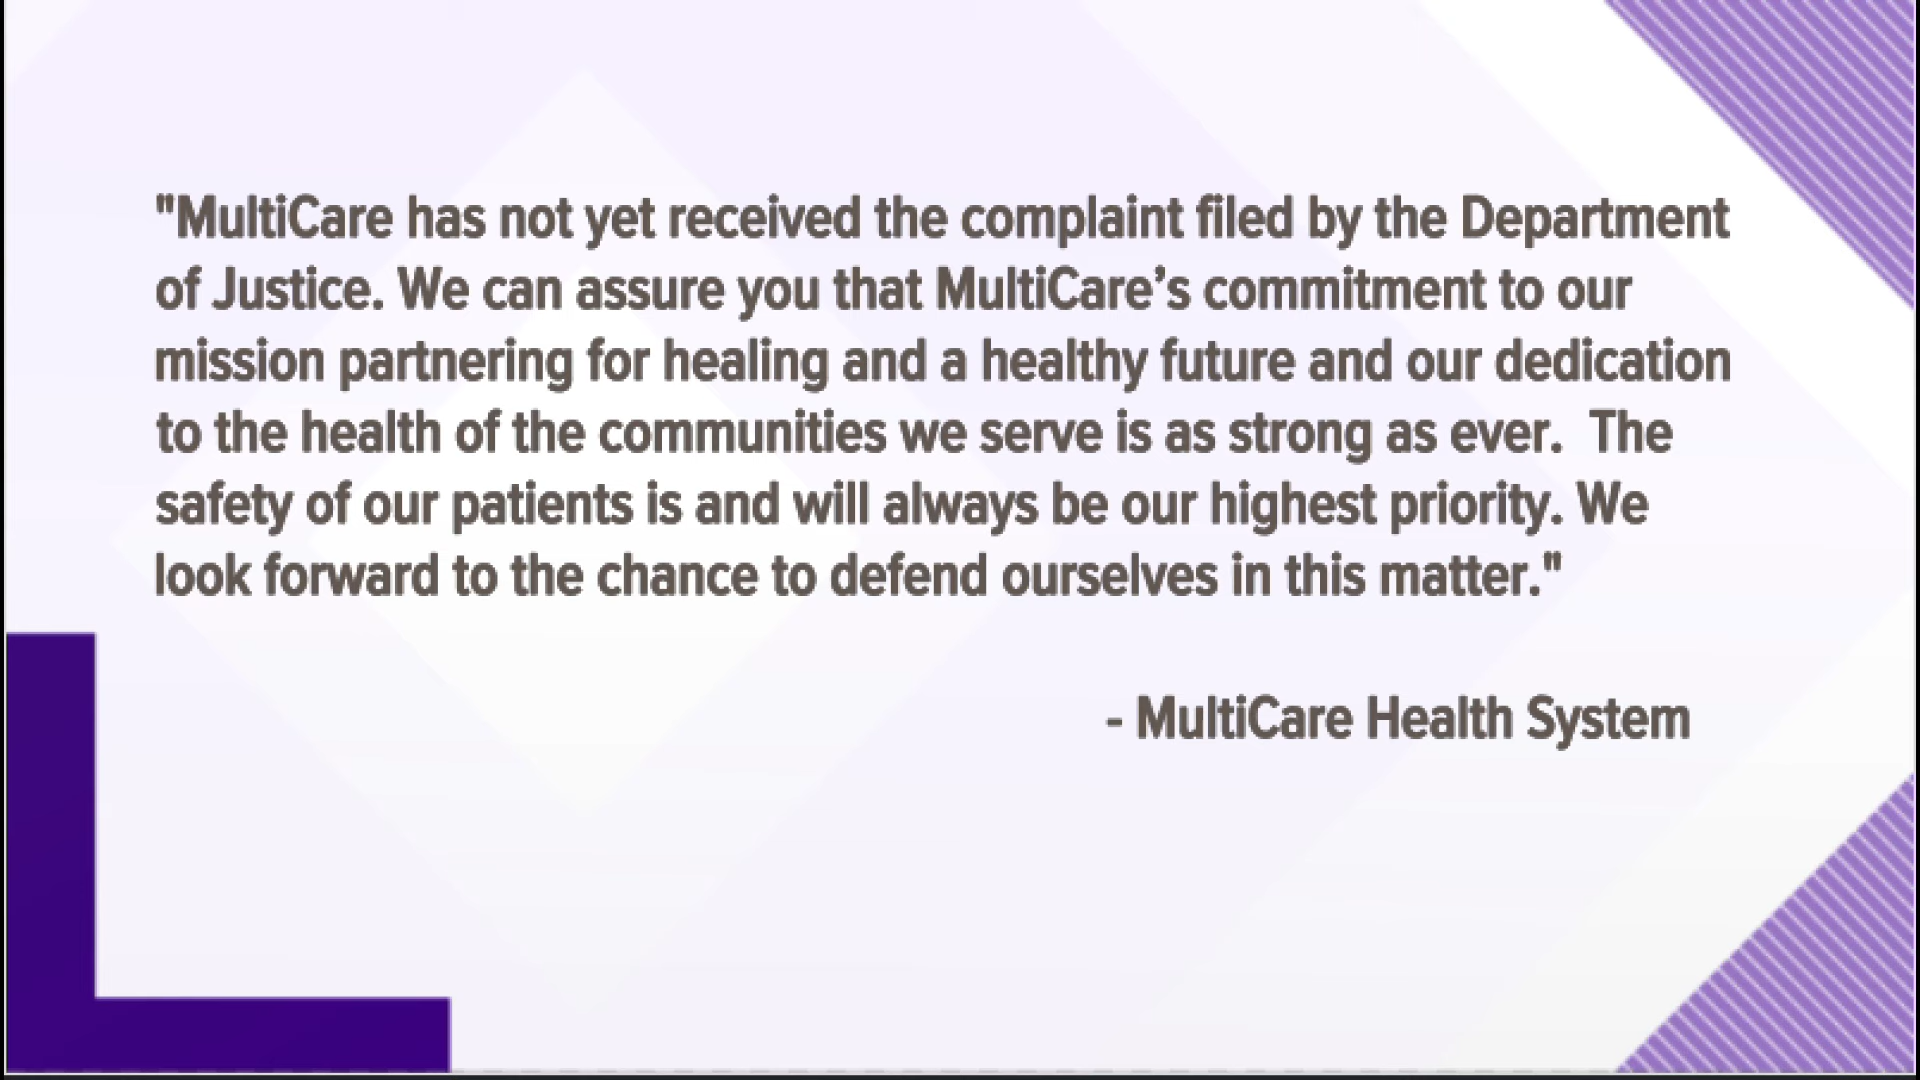 "MultiCare has not yet received the complaint filed by the Department
of Justice. We can assure you that MultiCare’s commitment to our
mission partnering for healing and a healthy future and our dedication
to the health of the communities we serve is as strong as ever.  The
safety of our patients is and will always be our highest priority. We
look forward to the chance to defend ourselves in this matter."
- MultiCare Health System